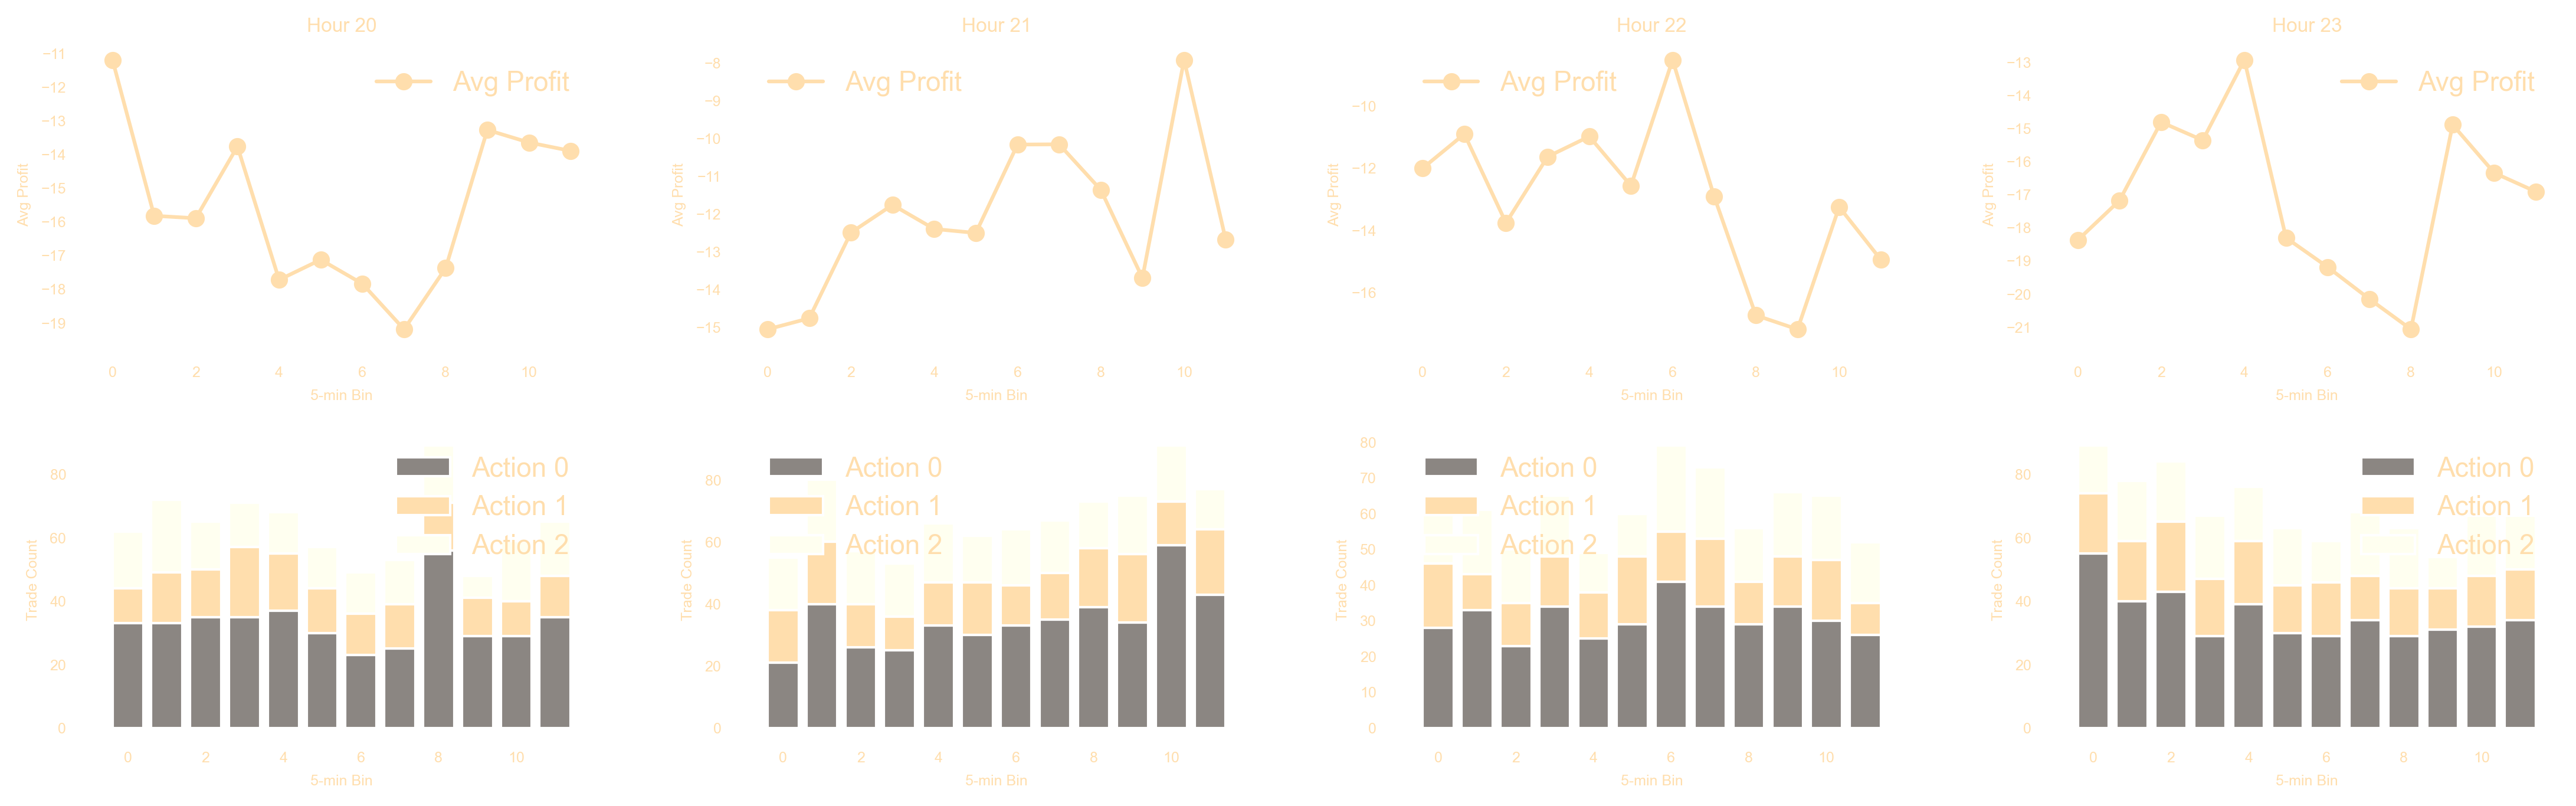 Hour 20
−11
−12
−13
−14
−15
−16
−17
−18
−19
Avg Profit
Avg Profit
0 2 4 6 8 10
5-min Bin
Hour 21
−8
−9
−10
−11
−12
−13
−14
−15
Avg Profit
Avg Profit
0 2 4 6 8 10
5-min Bin
Hour 22
−10
−12
−14
−16
Avg Profit
Avg Profit
0 2 4 6 8 10
5-min Bin
Hour 23
−13
−14
−15
−16
−17
−18
−19
−20
−21
Avg Profit
Avg Profit
0 2 4 6 8 10
5-min Bin
80
60
40
20
0
Trade Count
Action 0
Action 1
Action 2
0 2 4 6 8 10
5-min Bin
80
60
40
20
0
Trade Count
Action 0
Action 1
Action 2
0 2 4 6 8 10
5-min Bin
80
70
60
50
40
30
20
10
0
Trade Count
Action 0
Action 1
Action 2
0 2 4 6 8 10
5-min Bin
80
60
40
20
0
Trade Count
Action 0
Action 1
Action 2
0 2 4 6 8 10
5-min Bin